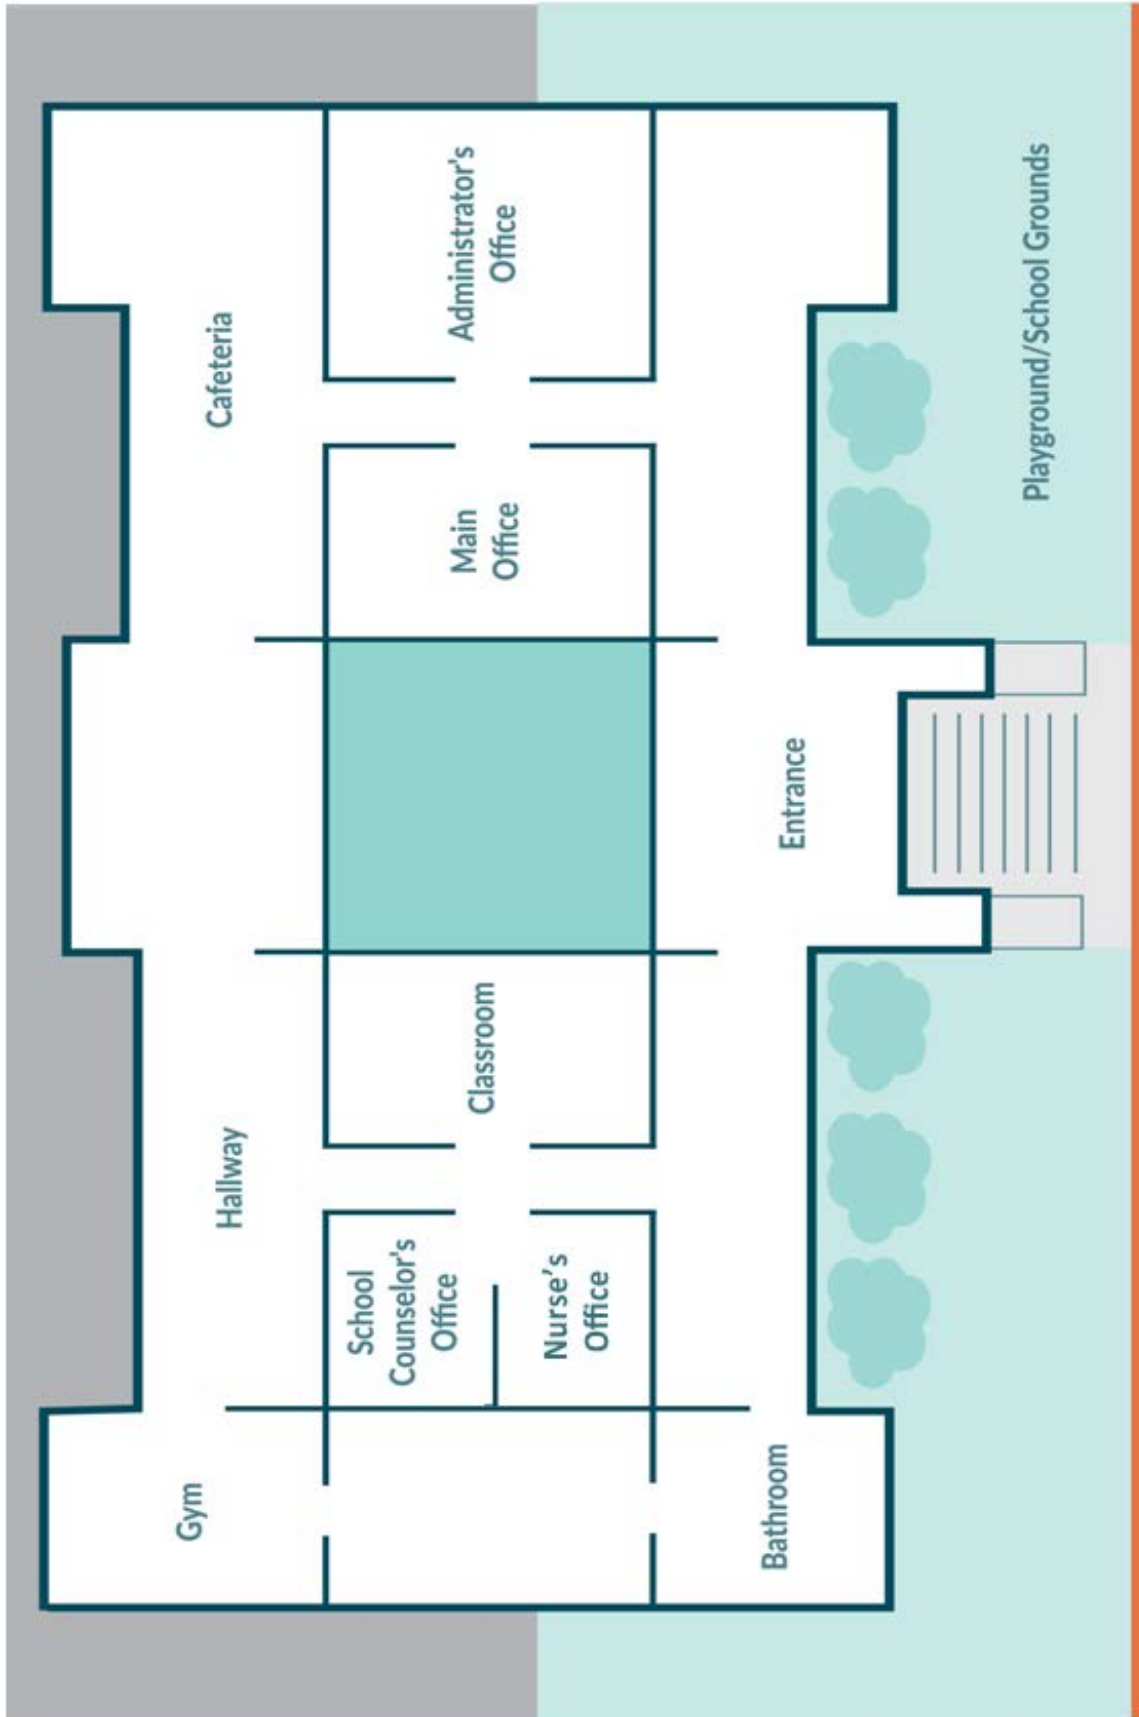 Gym
Hallway
Cafeteria
School
Counselor's
Office
Nurse's
Office
Classroom
Main
Office
Administrator's
Office
Bathroom
Entrance
Playground/School Grounds